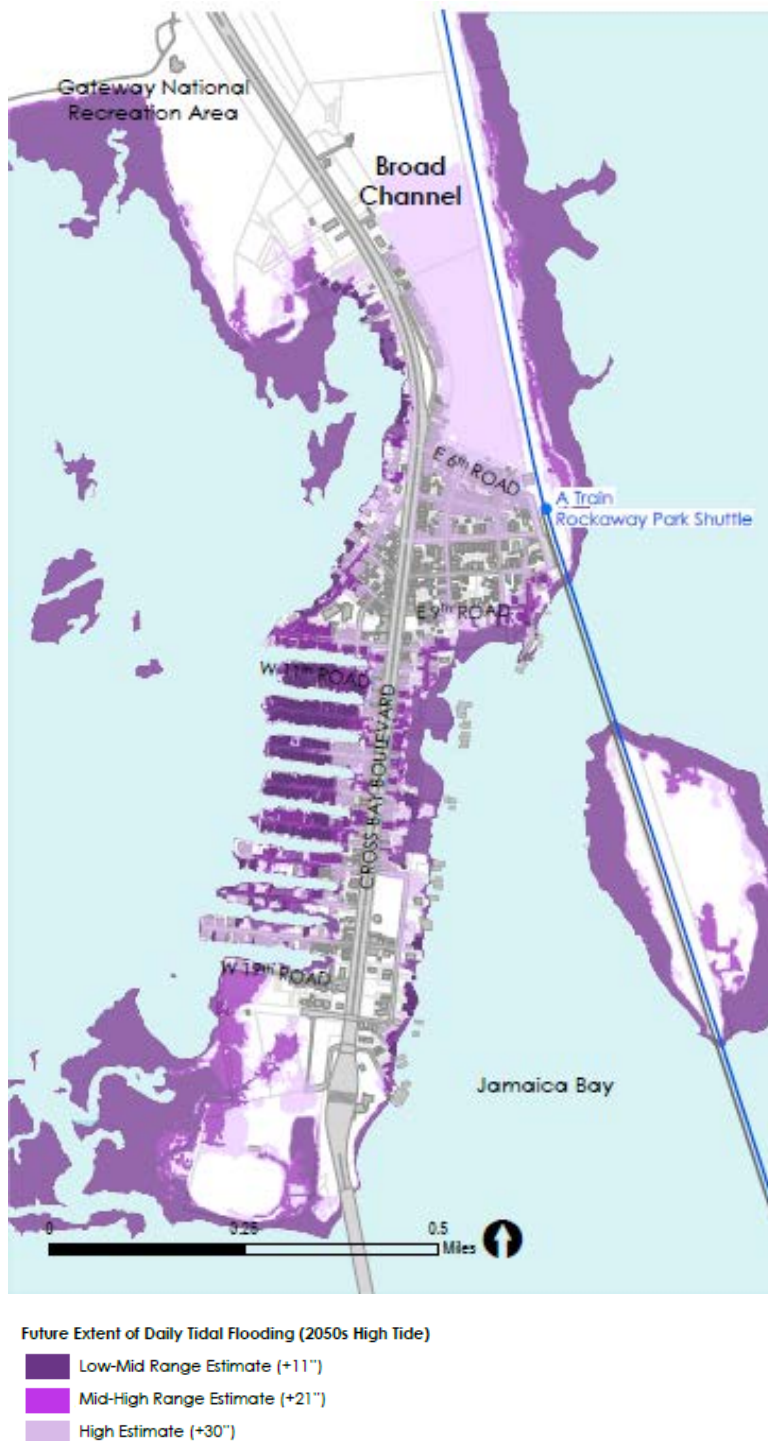 Gateway National
Recreation Area
Broad
Channel
E 6th ROAD
A Train
Rockaway Park Shuttle
E 9th ROAD
W 11th ROAD
CROSS BAY BOULEVARD
W 19th ROAD
Jamaica Bay
0 0.25 0.5
Miles
Future Extent of Daily Tidal Flooding (2050s High Tide)
Low-Mid Range Estimate (+11")
Mid-High Range Estimate (+21")
High Estimate (+30")